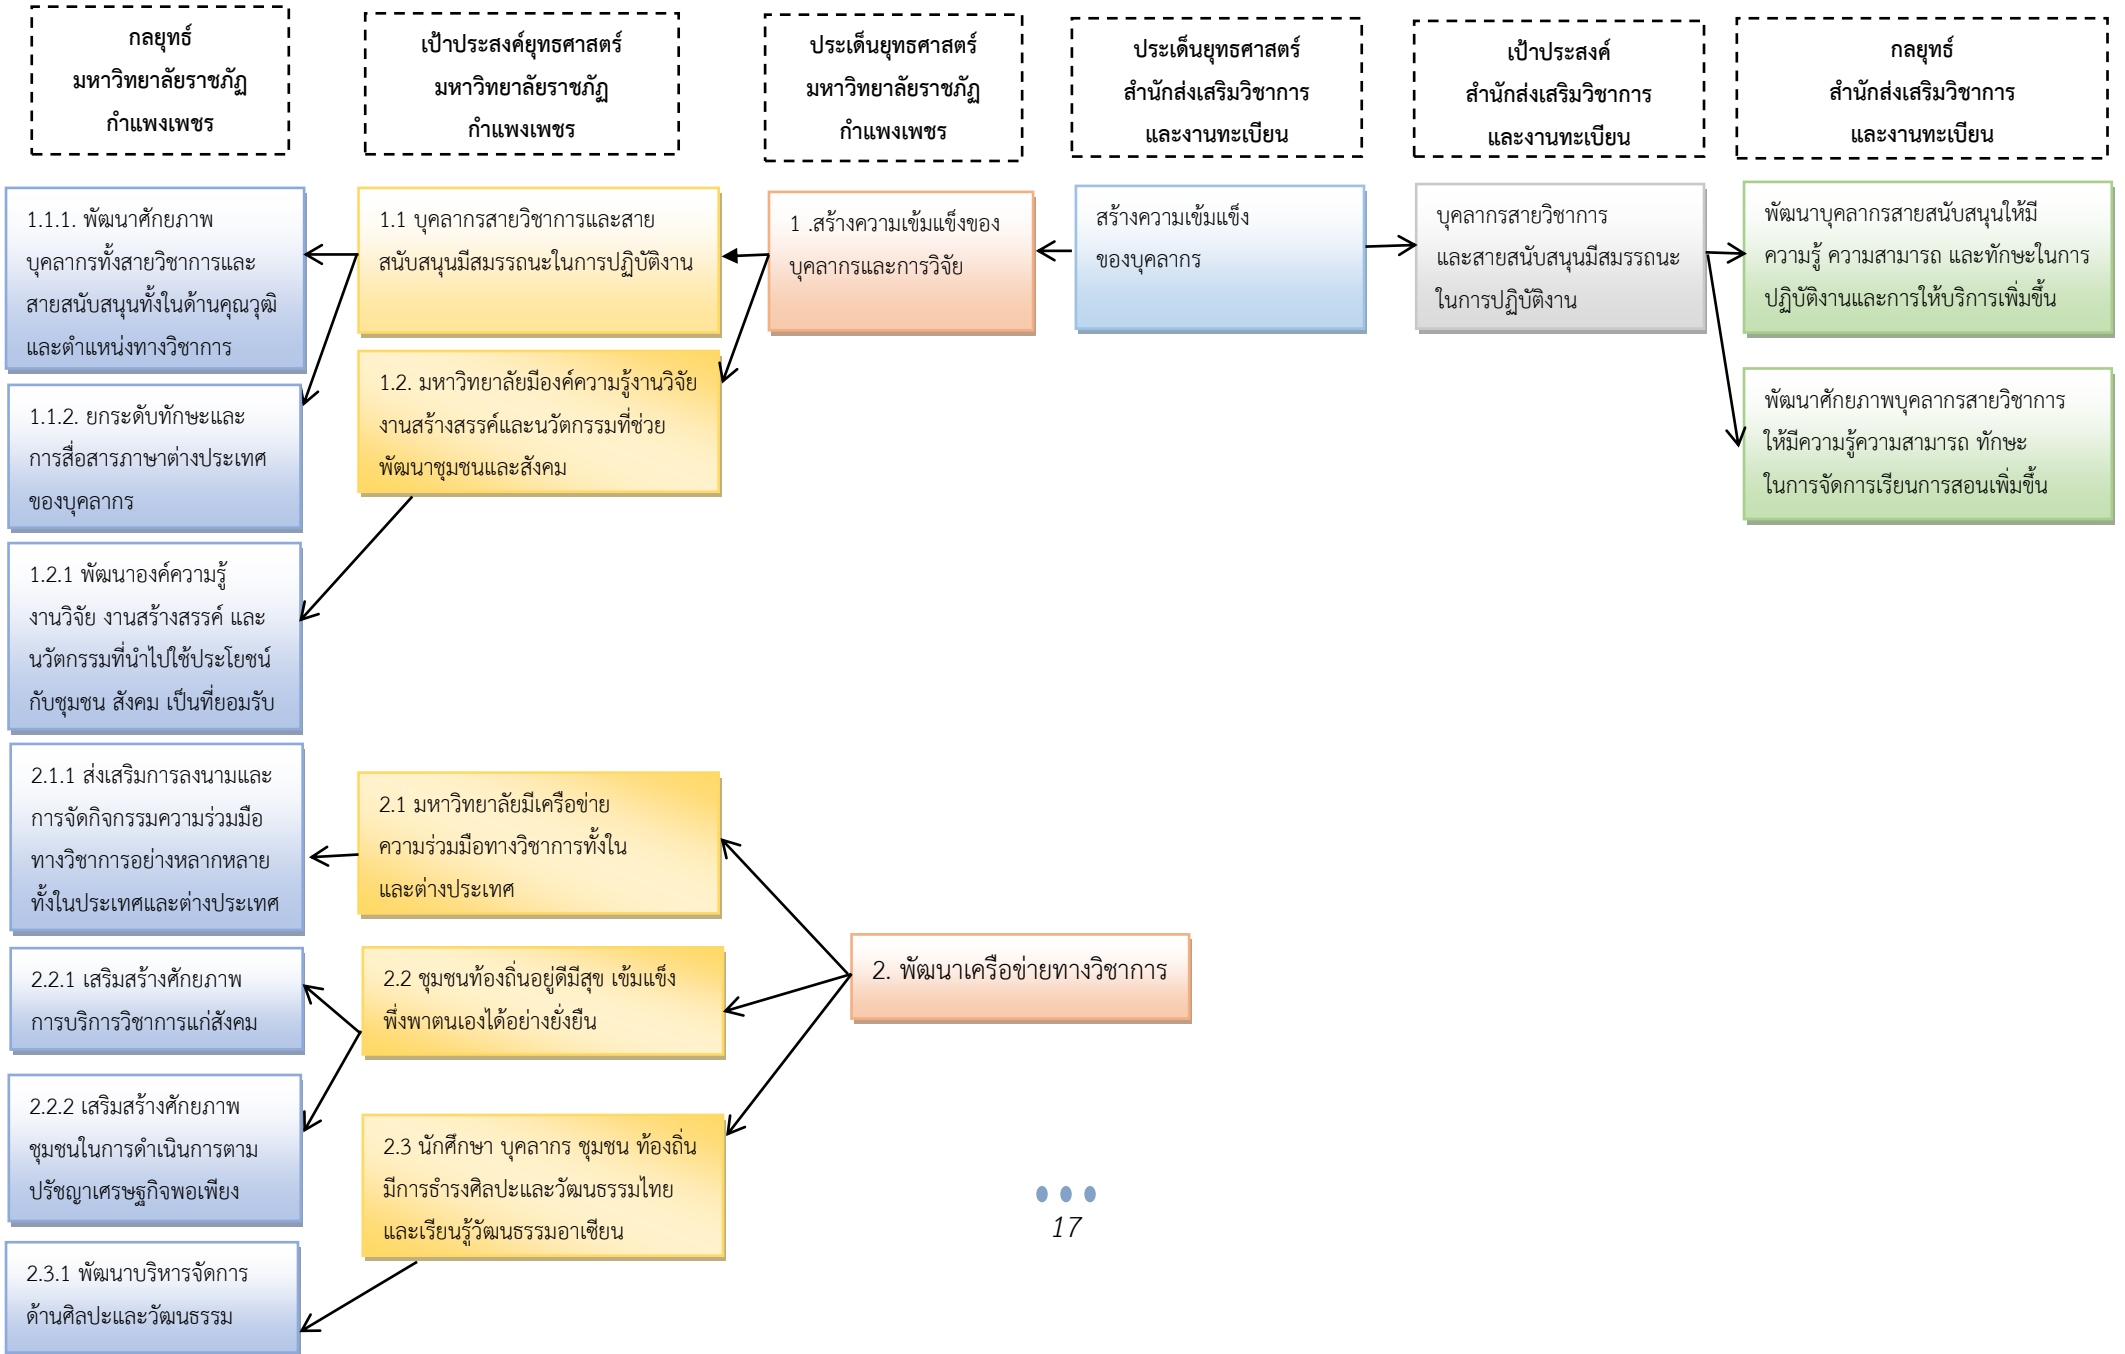 กลยุทธ์
มหาวิทยาลัยราชภัฏ
กำแพงเพชร
เป้าประสงค์ยุทธศาสตร์
มหาวิทยาลัยราชภัฏ
กำแพงเพชร
ประเด็นยุทธศาสตร์
มหาวิทยาลัยราชภัฏ
กำแพงเพชร
ประเด็นยุทธศาสตร์
สำนักส่งเสริมวิชาการ
และงานทะเบียน
เป้าประสงค์
สำนักส่งเสริมวิชาการ
และงานทะเบียน
กลยุทธ์
สำนักส่งเสริมวิชาการ
และงานทะเบียน
1.1.1. พัฒนาศักยภาพ
บุคลากรทั้งสายวิชาการและ
สายสนับสนุนทั้งในด้านคุณวุฒิ
และตำแหน่งทางวิชาการ
1.1 บุคลากรสายวิชาการและสาย
สนับสนุนมีสมรรถนะในการปฏิบัติงาน
1 .สร้างความเข้มแข็งของ
บุคลากรและการวิจัย
สร้างความเข้มแข็ง
ของบุคลากร
บุคลากรสายวิชาการ
และสายสนับสนุนมีสมรรถนะ
ในการปฏิบัติงาน
พัฒนาบุคลากรสายสนับสนุนให้มี
ความรู้ ความสามารถ และทักษะในการ
ปฏิบัติงานและการให้บริการเพิ่มขึ้น
1.1.2. ยกระดับทักษะและ
การสื่อสารภาษาต่างประเทศ
ของบุคลากร
1.2. มหาวิทยาลัยมีองค์ความรู้งานวิจัย
งานสร้างสรรค์และนวัตกรรมที่ช่วย
พัฒนาชุมชนและสังคม
พัฒนาศักยภาพบุคลากรสายวิชาการ
ให้มีความรู้ความสามารถ ทักษะ
ในการจัดการเรียนการสอนเพิ่มขึ้น
1.2.1 พัฒนาองค์ความรู้
งานวิจัย งานสร้างสรรค์ และ
นวัตกรรมที่นำไปใช้ประโยชน์
กับชุมชน สังคม เป็นที่ยอมรับ
2.1.1 ส่งเสริมการลงนามและ
การจัดกิจกรรมความร่วมมือ
ทางวิชาการอย่างหลากหลาย
ทั้งในประเทศและต่างประเทศ
2.1 มหาวิทยาลัยมีเครือข่าย
ความร่วมมือทางวิชาการทั้งใน
และต่างประเทศ
2. พัฒนาเครือข่ายทางวิชาการ
2.2.1 เสริมสร้างศักยภาพ
การบริการวิชาการแก่สังคม
2.2 ชุมชนท้องถิ่นอยู่ดีมีสุข เข้มแข็ง
พึ่งพาตนเองได้อย่างยั่งยืน
2.2.2 เสริมสร้างศักยภาพ
ชุมชนในการดำเนินการตาม
ปรัชญาเศรษฐกิจพอเพียง
2.3 นักศึกษา บุคลากร ชุมชน ท้องถิ่น
มีการธำรงศิลปะและวัฒนธรรมไทย
และเรียนรู้วัฒนธรรมอาเซียน
2.3.1 พัฒนาบริหารจัดการ
ด้านศิลปะและวัฒนธรรม
17